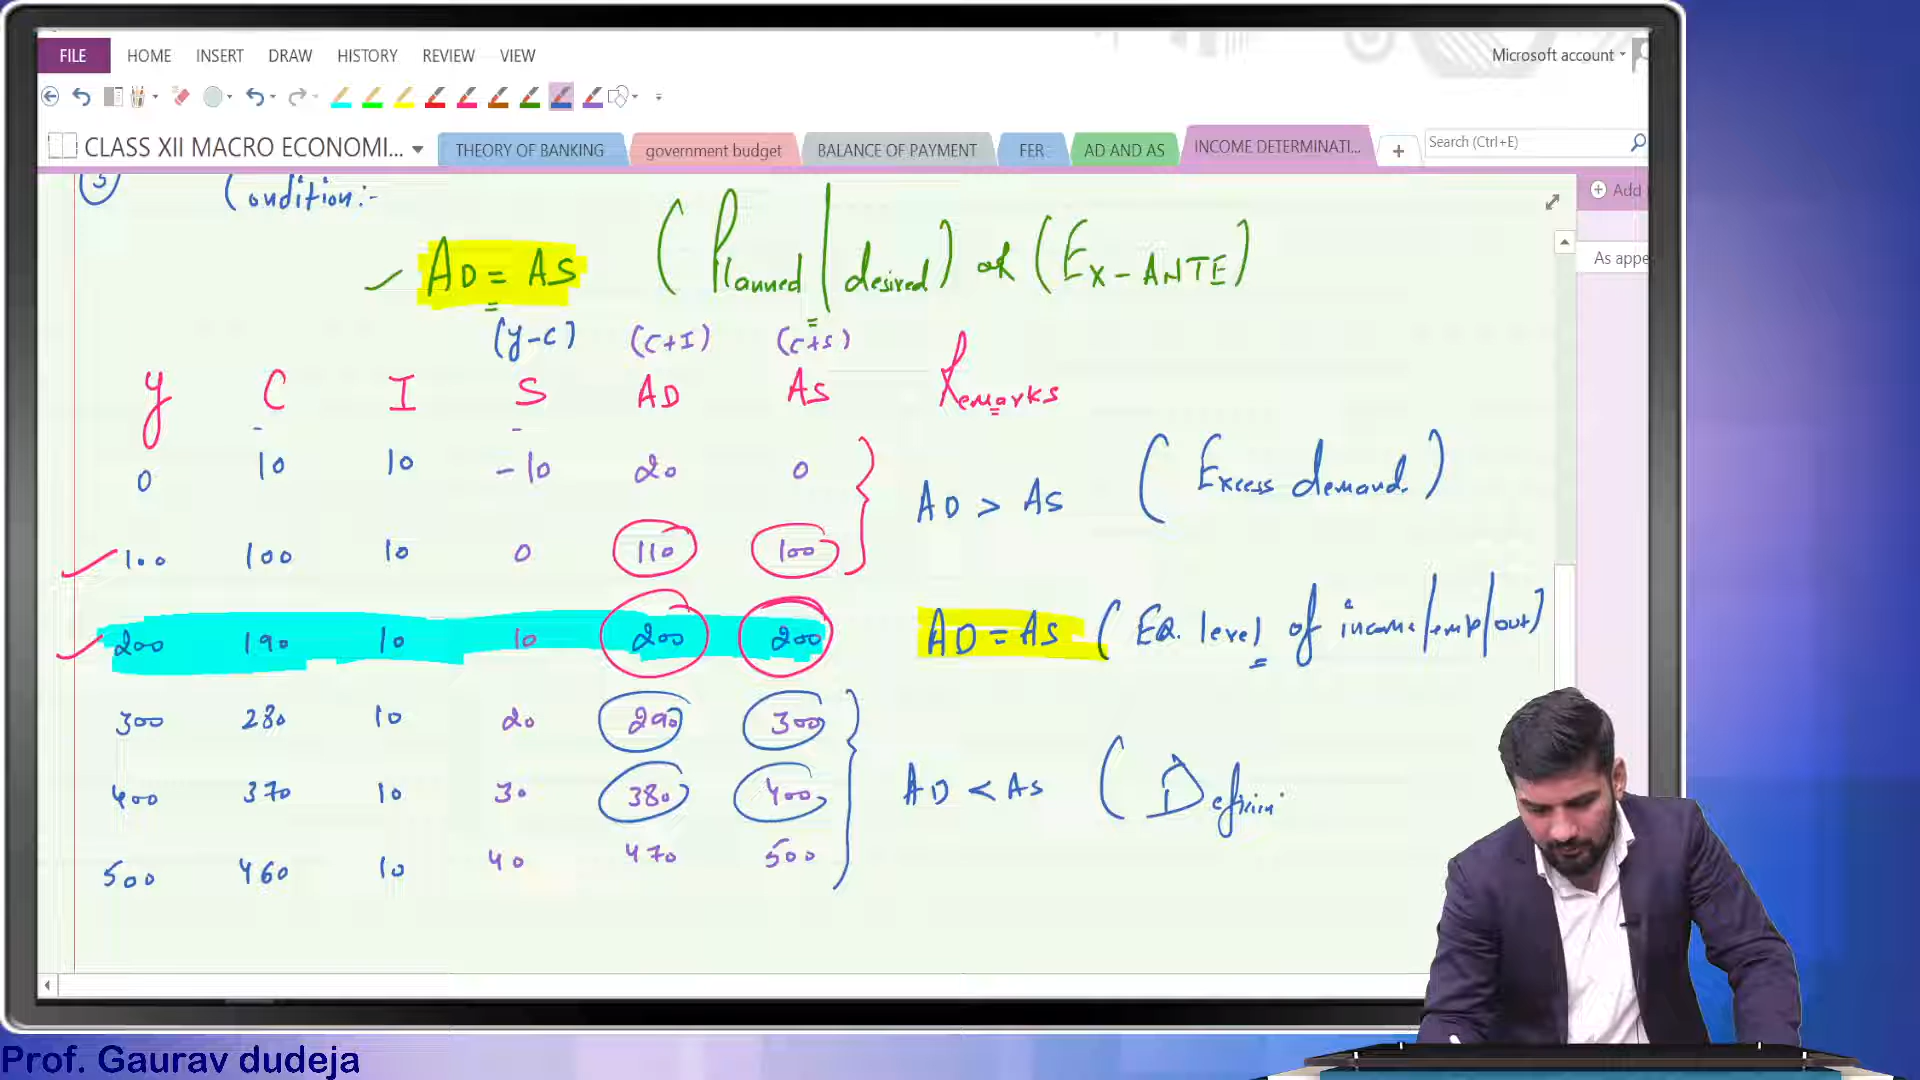 FILE HOME INSERT DRAW HISTORY REVIEW VIEW Microsoft account
CLASS XII MACRO ECONOMI... THEORY OF BANKING government budget BALANCE OF PAYMENT FER AD AND AS INCOME DETERMINATI... + Search (Ctrl+E)
Add
As appe
③ Condition:-
AD = AS (Planned/desired) or (EX-ANTE)
(y-c) (C+I) (C+S)
y C I S AD AS Remarks
0 10 10 -10 20 0
AD > AS (Excess demand)
100 100 10 0 110 100
200 190 10 10 200 200 AD = AS (EQ. level of income/emp/out)
300 280 10 20 290 300
400 370 10 30 380 400 AD < AS (
500 460 10 40 470 500
Prof. Gaurav dudeja